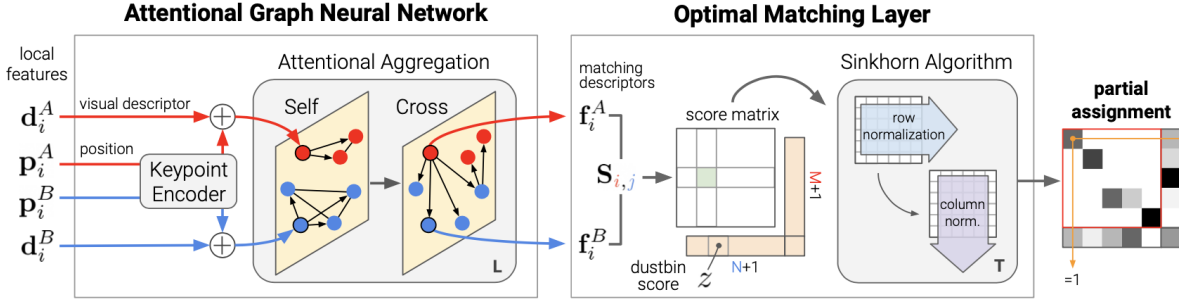 Attentional Graph Neural Network
Optimal Matching Layer
local
features
d_i^A
p_i^A
p_i^B
d_i^B
visual descriptor
position
Keypoint
Encoder
+
+
Attentional Aggregation
Self
Cross
L
matching
descriptors
f_i^A
S_i,j
f_i^B
score matrix
dustbin
score
z
N+1
M+1
Sinkhorn Algorithm
row
normalization
column
norm.
T
partial
assignment
=1